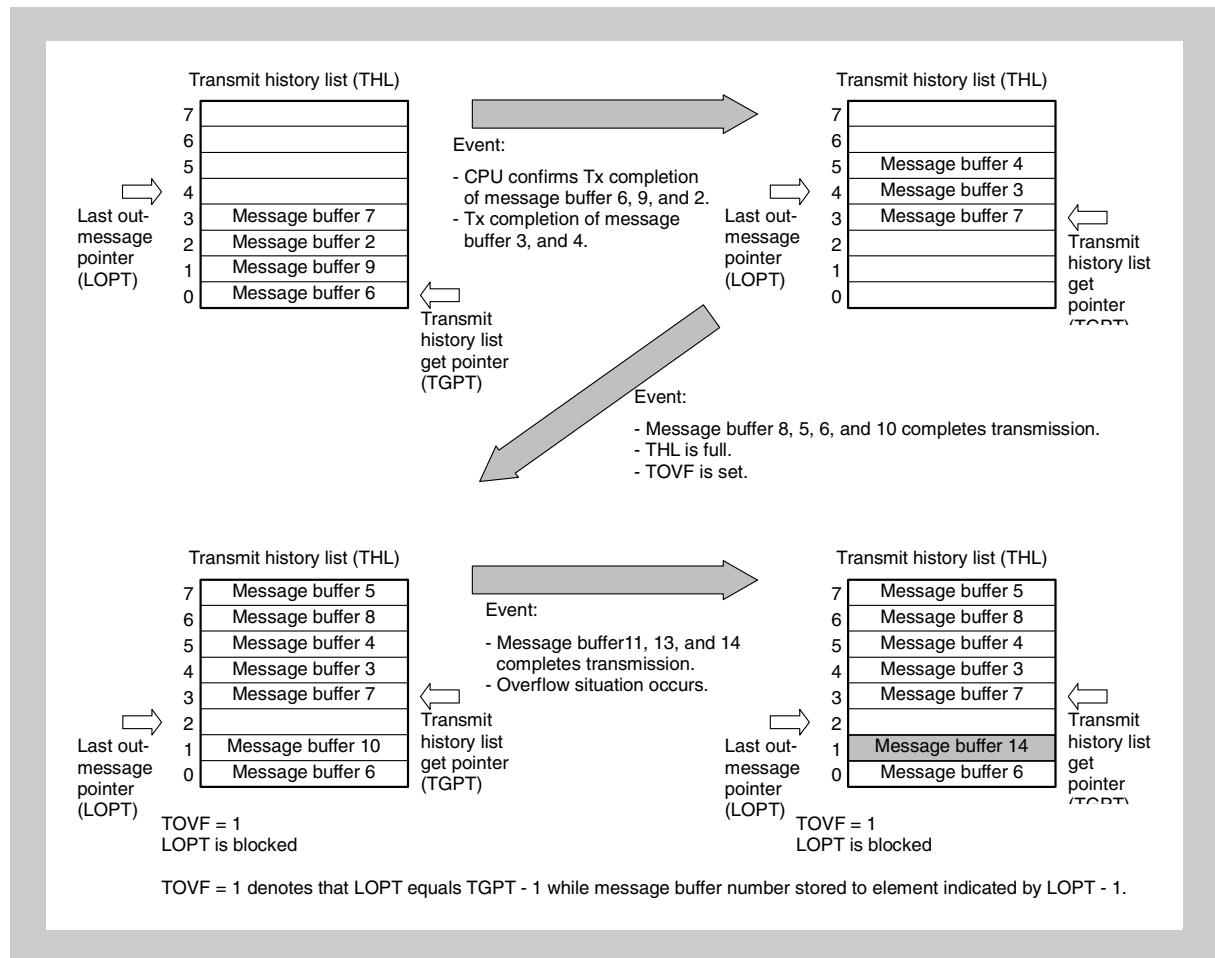 Transmit history list (THL)
7
6
5
4
3 Message buffer 7
2 Message buffer 2
1 Message buffer 9
0 Message buffer 6
Last out-
message
pointer
(LOPT)
Transmit
history list
get pointer
(TGPT)
Event:
- CPU confirms Tx completion
of message buffer 6, 9, and 2.
- Tx completion of message
buffer 3, and 4.
Transmit history list (THL)
7
6
5 Message buffer 4
4 Message buffer 3
3 Message buffer 7
2
1
0
Last out-
message
pointer
(LOPT)
Transmit
history list
get
pointer
(TGPT)
Event:
- Message buffer 8, 5, 6, and 10 completes transmission.
- THL is full.
- TOVF is set.
Transmit history list (THL)
7 Message buffer 5
6 Message buffer 8
5 Message buffer 4
4 Message buffer 3
3 Message buffer 7
2
1 Message buffer 10
0 Message buffer 6
Last out-
message
pointer
(LOPT)
Transmit
history list
get pointer
(TGPT)
TOVF = 1
LOPT is blocked
Event:
- Message buffer11, 13, and 14
completes transmission.
- Overflow situation occurs.
Transmit history list (THL)
7 Message buffer 5
6 Message buffer 8
5 Message buffer 4
4 Message buffer 3
3 Message buffer 7
2
1 Message buffer 14
0 Message buffer 6
Last out-
message
pointer
(LOPT)
Transmit
history list
get
pointer
(TGPT)
TOVF = 1
LOPT is blocked
TOVF = 1 denotes that LOPT equals TGPT - 1 while message buffer number stored to element indicated by LOPT - 1.